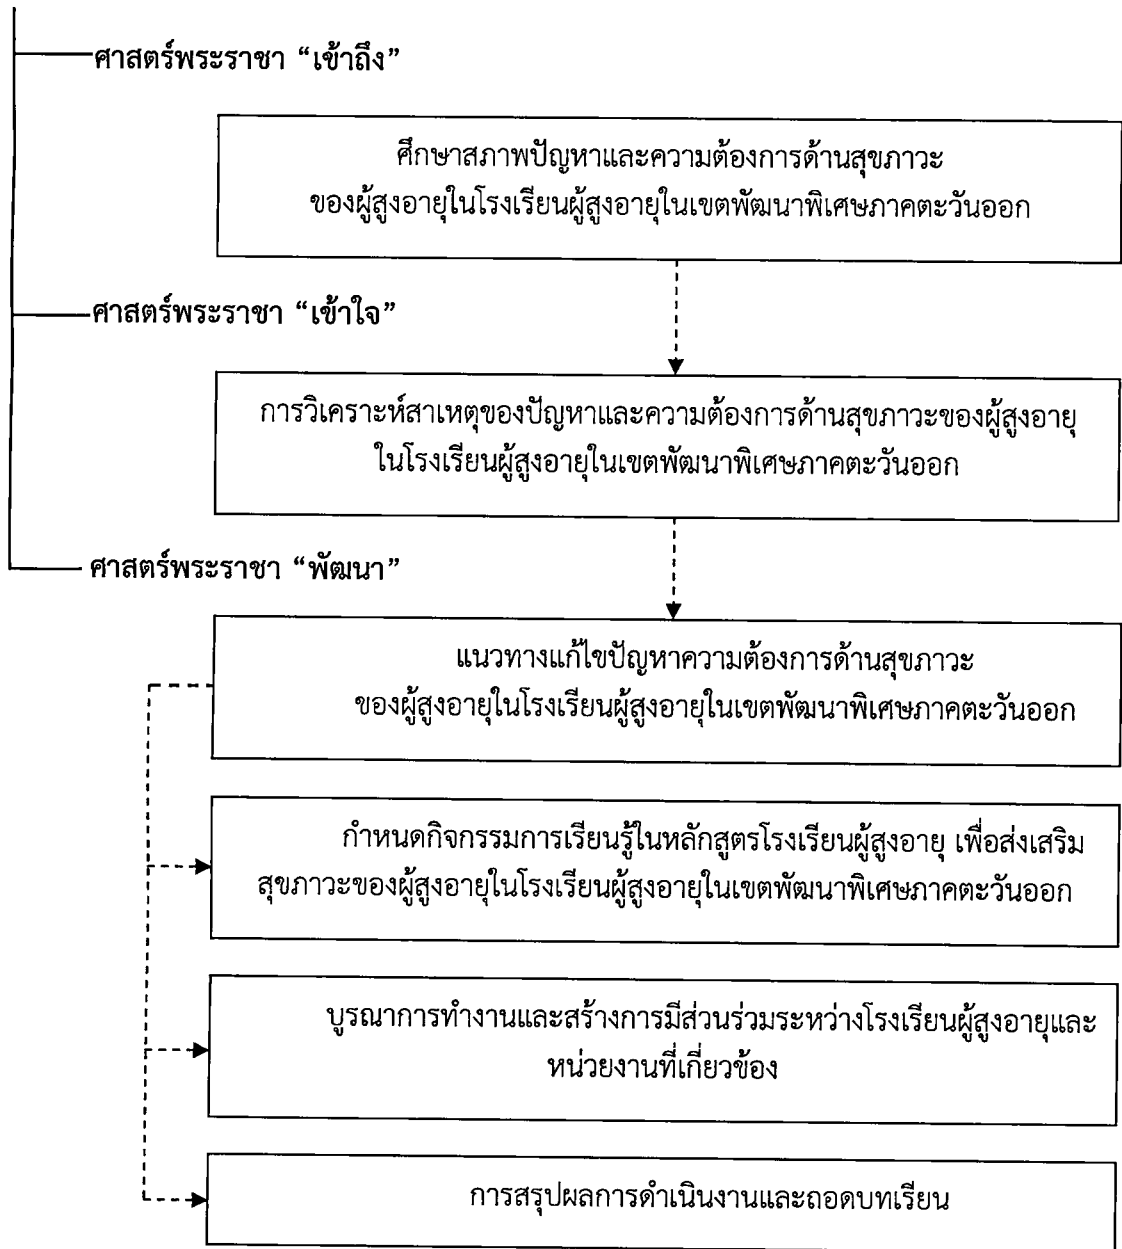 ศาสตร์พระราชา “เข้าถึง”
ศึกษาสภาพปัญหาและความต้องการด้านสุขภาวะ
ของผู้สูงอายุในโรงเรียนผู้สูงอายุในเขตพัฒนาพิเศษภาคตะวันออก
ศาสตร์พระราชา “เข้าใจ”
การวิเคราะห์สาเหตุของปัญหาและความต้องการด้านสุขภาวะของผู้สูงอายุ
ในโรงเรียนผู้สูงอายุในเขตพัฒนาพิเศษภาคตะวันออก
ศาสตร์พระราชา “พัฒนา”
แนวทางแก้ไขปัญหาความต้องการด้านสุขภาวะ
ของผู้สูงอายุในโรงเรียนผู้สูงอายุในเขตพัฒนาพิเศษภาคตะวันออก
กำหนดกิจกรรมการเรียนรู้ในหลักสูตรโรงเรียนผู้สูงอายุ เพื่อส่งเสริม
สุขภาวะของผู้สูงอายุในโรงเรียนผู้สูงอายุในเขตพัฒนาพิเศษภาคตะวันออก
บูรณาการทำงานและสร้างการมีส่วนร่วมระหว่างโรงเรียนผู้สูงอายุและ
หน่วยงานที่เกี่ยวข้อง
การสรุปผลการดำเนินงานและถอดบทเรียน